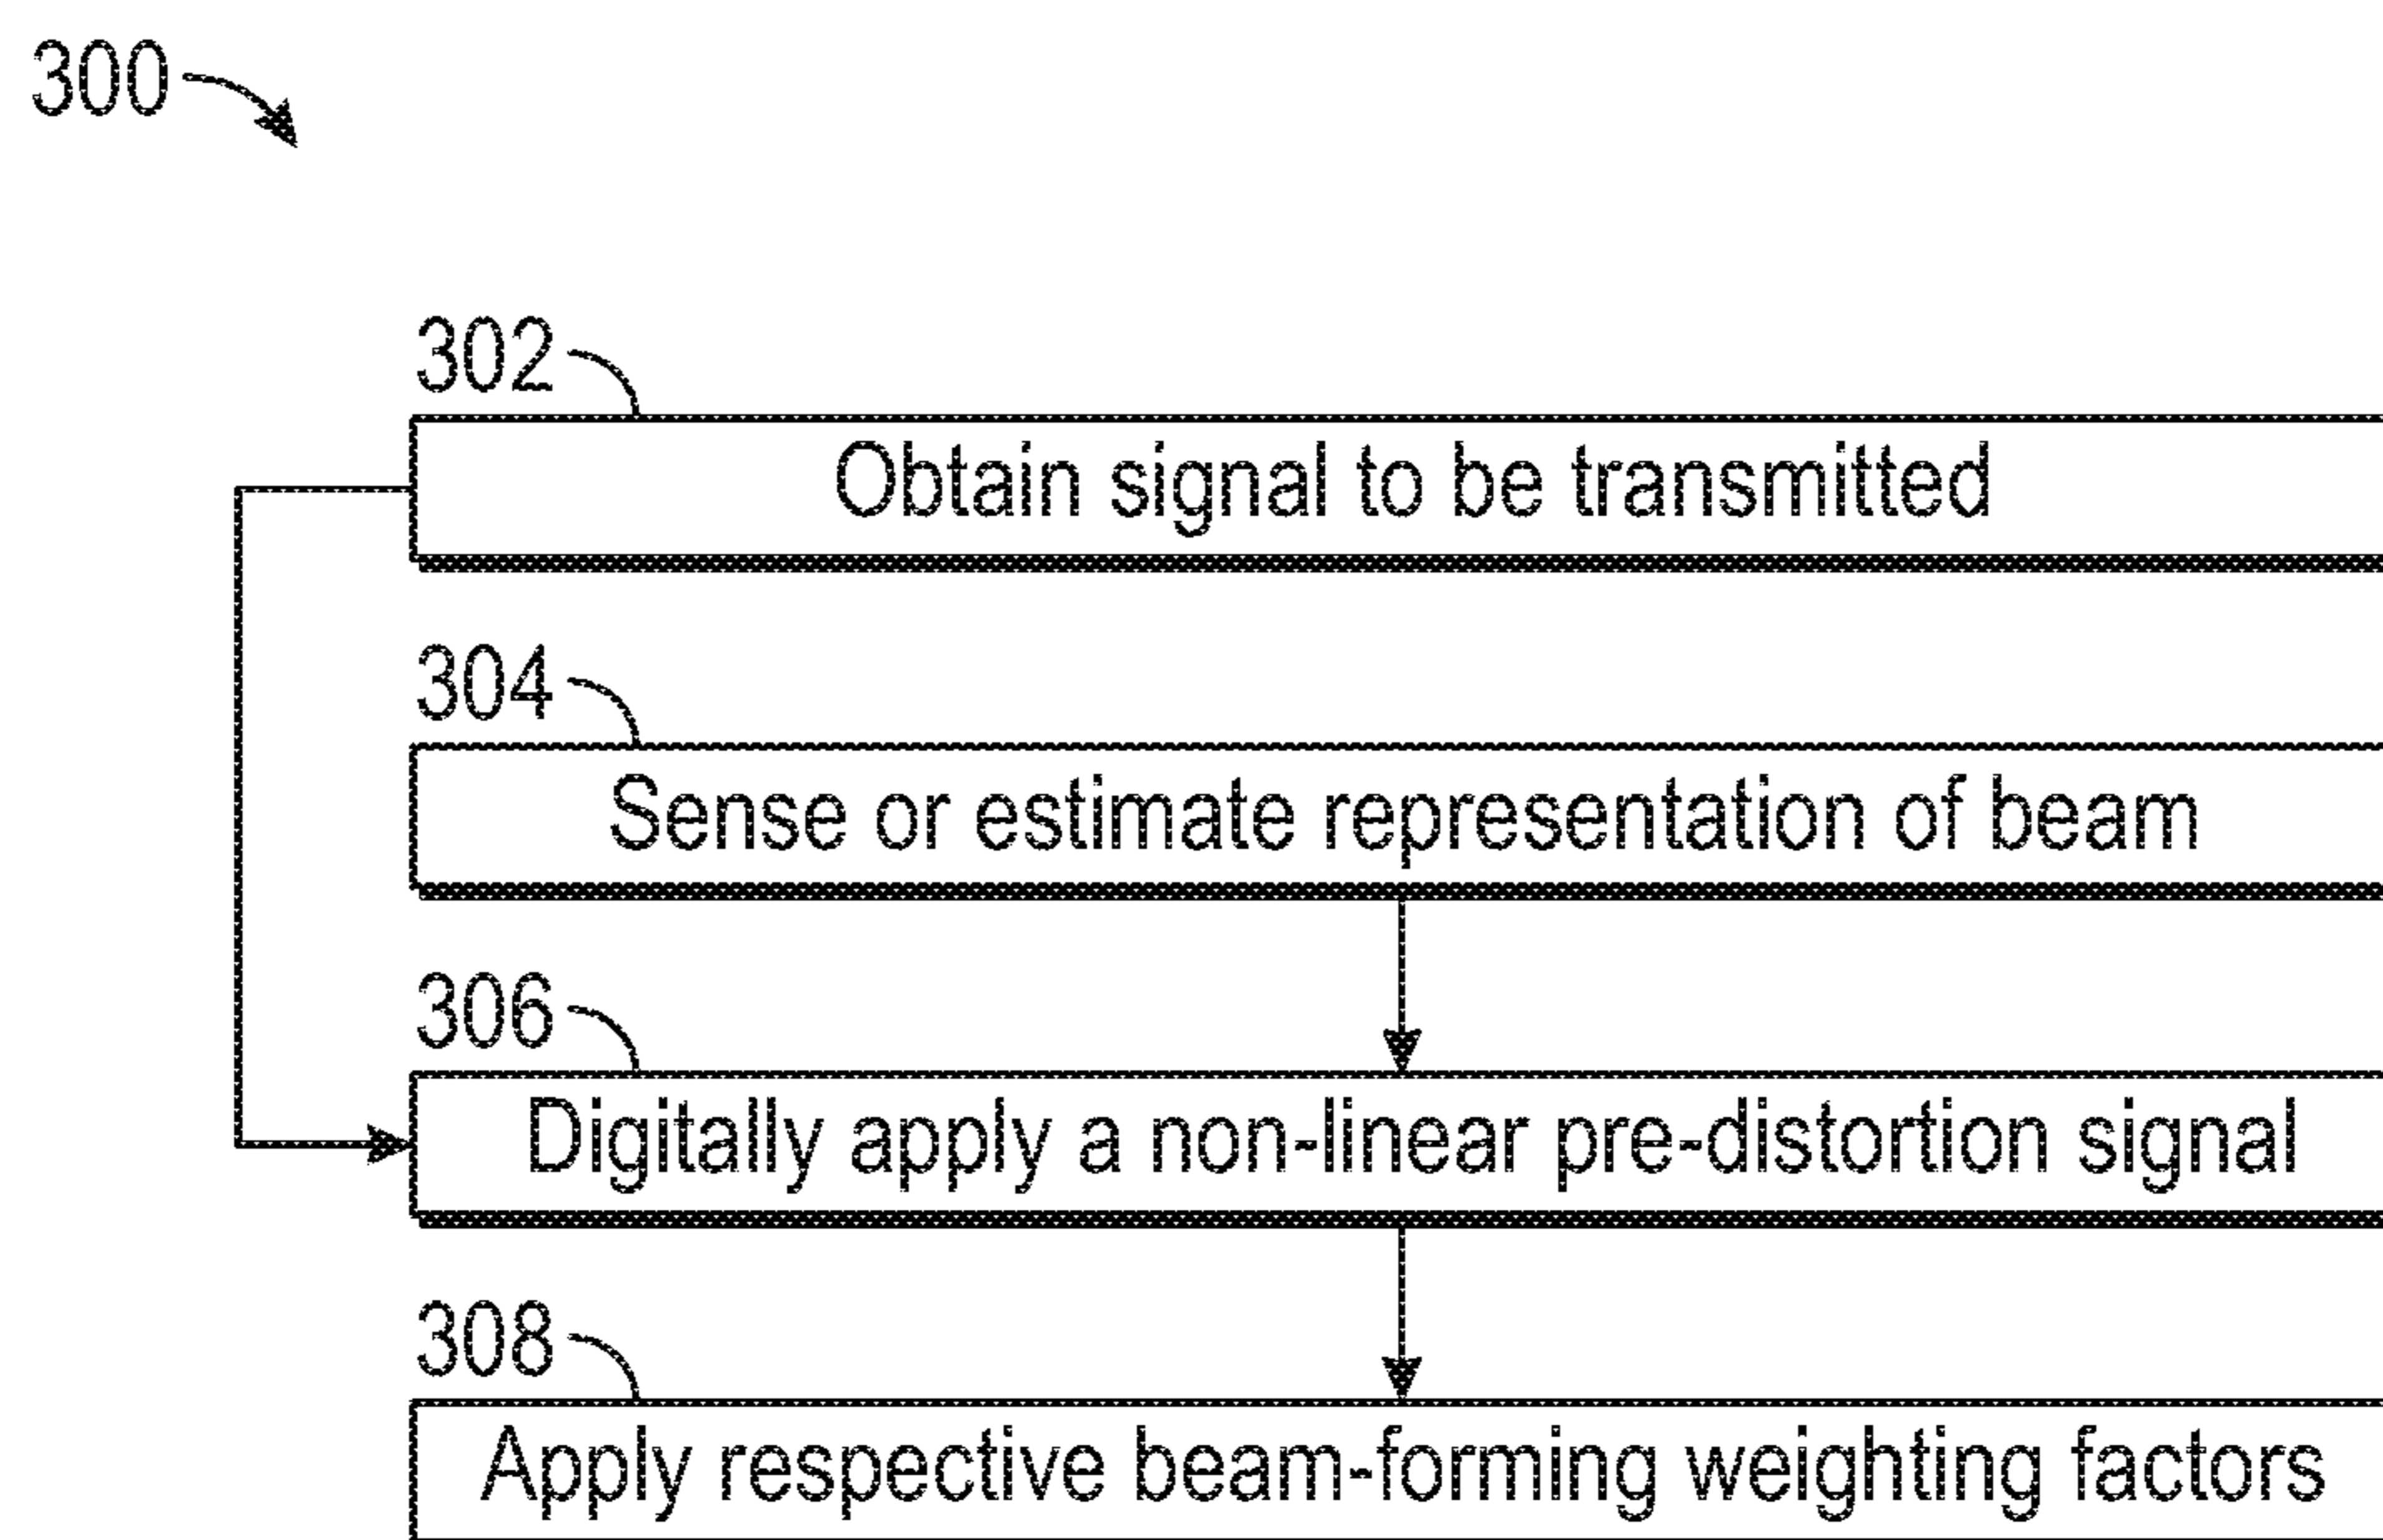 300
302
Obtain signal to be transmitted
304
Sense or estimate representation of beam
306
Digitally apply a non-linear pre-distortion signal
308
Apply respective beam-forming weighting factors